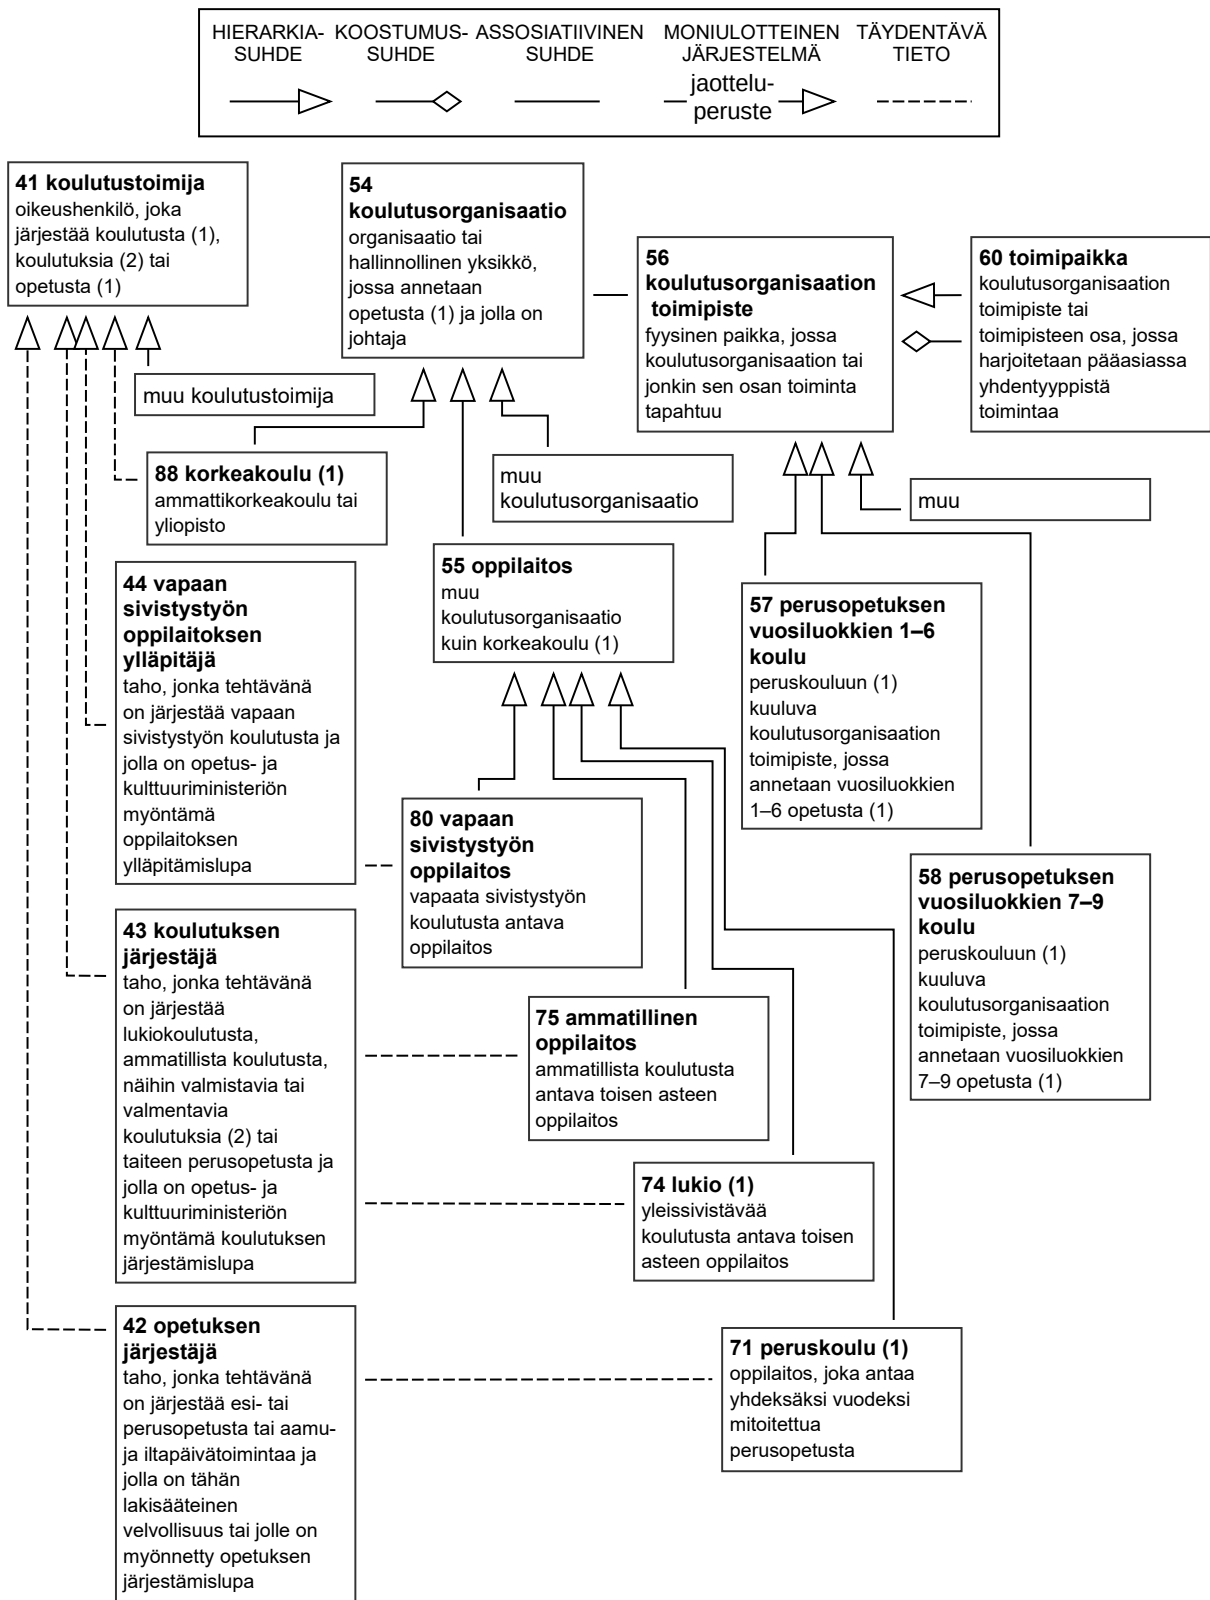 HIERARKIA-
SUHDE
KOOSTUMUS-
SUHDE
ASSOSIATIIVINEN
SUHDE
MONIULOTTEINEN
JÄRJESTELMÄ
TÄYDENTÄVÄ
TIETO
jaottelu-
peruste
41 koulutustoimija
oikeushenkilö, joka
järjestää koulutusta (1),
koulutuksia (2) tai
opetusta (1)
54
koulutusorganisaatio
organisaatio tai
hallinnollinen yksikkö,
jossa annetaan
opetusta (1) ja jolla on
johtaja
56
koulutusorganisaation
toimipiste
fyysinen paikka, jossa
koulutusorganisaation tai
jonkin sen osan toiminta
tapahtuu
60 toimipaikka
koulutusorganisaation
toimipiste tai
toimipisteen osa, jossa
harjoitetaan pääasiassa
yhdentyyppistä
toimintaa
muu koulutustoimija
88 korkeakoulu (1)
ammattikorkeakoulu tai
yliopisto
muu
koulutusorganisaatio
muu
44 vapaan
sivistystyön
oppilaitoksen
ylläpitäjä
taho, jonka tehtävänä
on järjestää vapaan
sivistystyön koulutusta ja
jolla on opetus- ja
kulttuuriministeriön
myöntämä
oppilaitoksen
ylläpitämislupa
55 oppilaitos
muu
koulutusorganisaatio
kuin korkeakoulu (1)
57 perusopetuksen
vuosiluokkien 1–6
koulu
peruskouluun (1)
kuuluva
koulutusorganisaation
toimipiste, jossa
annetaan vuosiluokkien
1–6 opetusta (1)
80 vapaan
sivistystyön
oppilaitos
vapaata sivistystyön
koulutusta antava
oppilaitos
58 perusopetuksen
vuosiluokkien 7–9
koulu
peruskouluun (1)
kuuluva
koulutusorganisaation
toimipiste, jossa
annetaan vuosiluokkien
7–9 opetusta (1)
43 koulutuksen
järjestäjä
taho, jonka tehtävänä
on järjestää
lukiokoulutusta,
ammatillista koulutusta,
näihin valmistavia tai
valmentavia
koulutuksia (2) tai
taiteen perusopetusta ja
jolla on opetus- ja
kulttuuriministeriön
myöntämä koulutuksen
järjestämislupa
75 ammatillinen
oppilaitos
ammatillista koulutusta
antava toisen asteen
oppilaitos
74 lukio (1)
yleissivistävää
koulutusta antava toisen
asteen oppilaitos
42 opetuksen
järjestäjä
taho, jonka tehtävänä
on järjestää esi- tai
perusopetusta tai aamu-
ja iltapäivätoimintaa ja
jolla on tähän
lakisääteinen
velvollisuus tai jolle on
myönnetty opetuksen
järjestämislupa
71 peruskoulu (1)
oppilaitos, joka antaa
yhdeksäksi vuodeksi
mitoitettua
perusopetusta